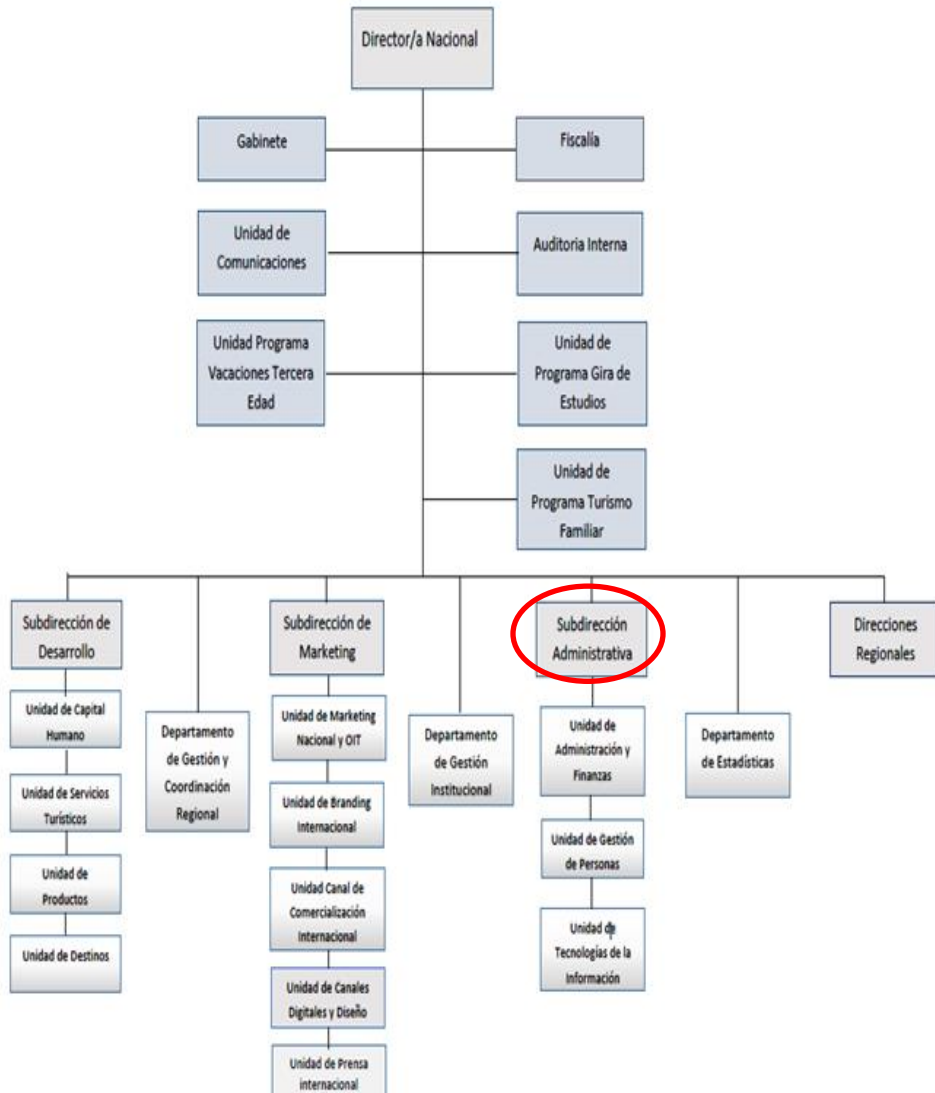 Director/a Nacional
Gabinete
Fiscalía
Unidad de
Comunicaciones
Auditoria Interna
Unidad Programa
Vacaciones Tercera
Edad
Unidad de
Programa Gira de
Estudios
Unidad de
Programa Turismo
Familiar
Subdirección de
Desarrollo
Subdirección de
Marketing
Subdirección
Administrativa
Direcciones
Regionales
Unidad de Capital
Humano
Unidad de Servicios
Turísticos
Unidad de
Productos
Unidad de Destinos
Departamento
de Gestión y
Coordinación
Regional
Unidad de Marketing
Nacional y OIT
Unidad de Branding
Internacional
Unidad Canal de
Comercialización
Internacional
Unidad de Canales
Digitales y Diseño
Unidad de Prensa
internacional
Departamento
de Gestión
Institucional
Unidad de
Administración y
Finanzas
Unidad de Gestión
de Personas
Unidad de
Tecnologías de la
Información
Departamento
de Estadísticas